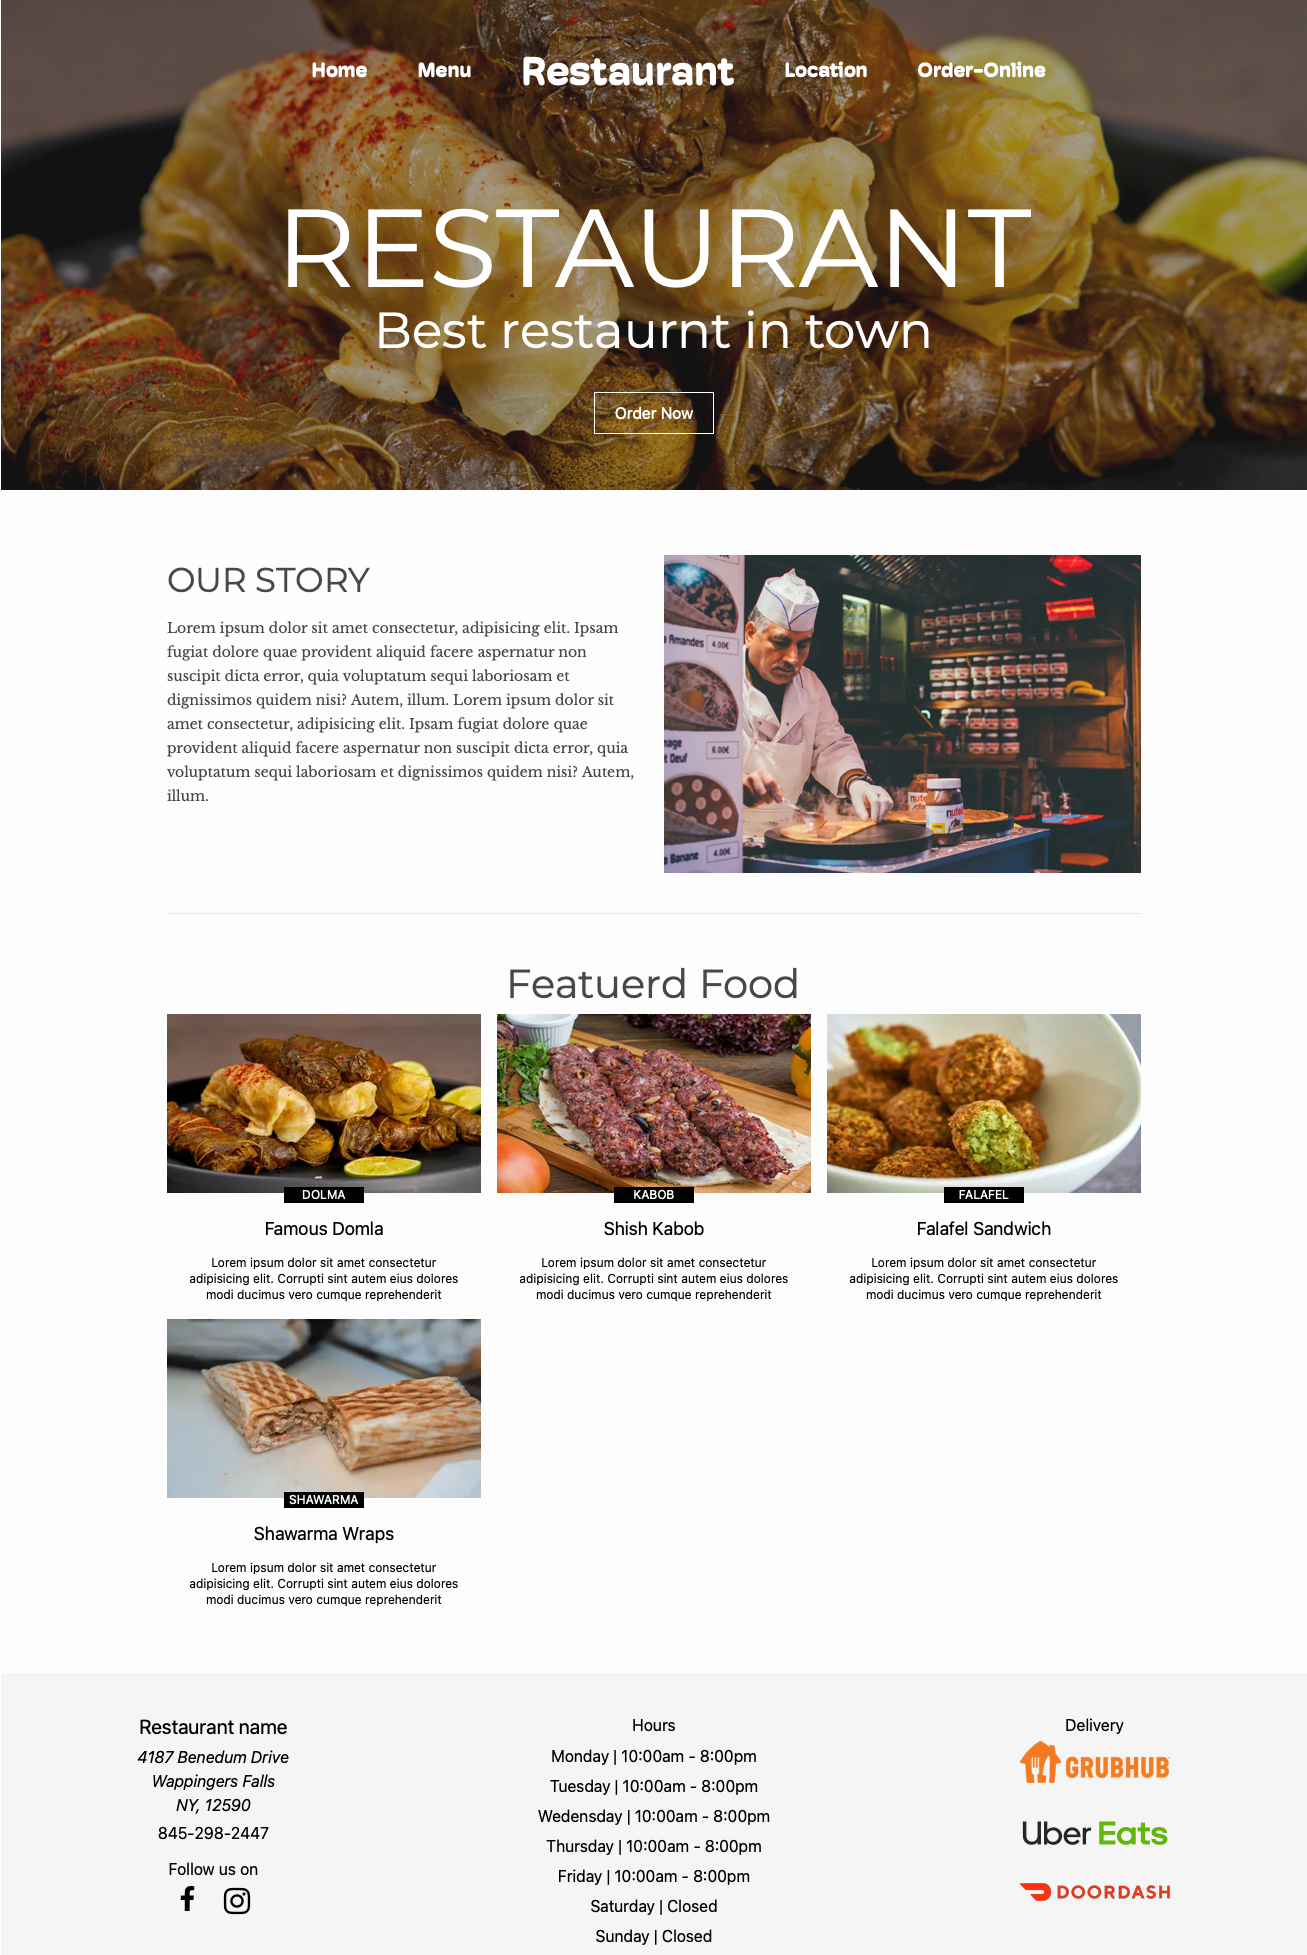 Home Menu Restaurant Location Order-Online
RESTAURANT
Best restaurnt in town
Order Now
OUR STORY
Lorem ipsum dolor sit amet consectetur, adipisicing elit. Ipsam
fugiat dolore quae provident aliquid facere aspernatur non
suscipit dicta error, quia voluptatum sequi laboriosam et
dignissimos quidem nisi? Autem, illum. Lorem ipsum dolor sit
amet consectetur, adipisicing elit. Ipsam fugiat dolore quae
provident aliquid facere aspernatur non suscipit dicta error, quia
voluptatum sequi laboriosam et dignissimos quidem nisi? Autem,
illum.
Amandes 4.00€
6.00€
Oeuf
nutella
Banane 4.00€
Featuerd Food
DOLMA
Famous Domla
Lorem ipsum dolor sit amet consectetur
adipisicing elit. Corrupti sint autem eius dolores
modi ducimus vero cumque reprehenderit
KABOB
Shish Kabob
Lorem ipsum dolor sit amet consectetur
adipisicing elit. Corrupti sint autem eius dolores
modi ducimus vero cumque reprehenderit
FALAFEL
Falafel Sandwich
Lorem ipsum dolor sit amet consectetur
adipisicing elit. Corrupti sint autem eius dolores
modi ducimus vero cumque reprehenderit
SHAWARMA
Shawarma Wraps
Lorem ipsum dolor sit amet consectetur
adipisicing elit. Corrupti sint autem eius dolores
modi ducimus vero cumque reprehenderit
Restaurant name
4187 Benedum Drive
Wappingers Falls
NY, 12590
845-298-2447
Follow us on
Hours
Monday | 10:00am - 8:00pm
Tuesday | 10:00am - 8:00pm
Wedensday | 10:00am - 8:00pm
Thursday | 10:00am - 8:00pm
Friday | 10:00am - 8:00pm
Saturday | Closed
Sunday | Closed
Delivery
GRUBHUB
Uber Eats
DOORDASH